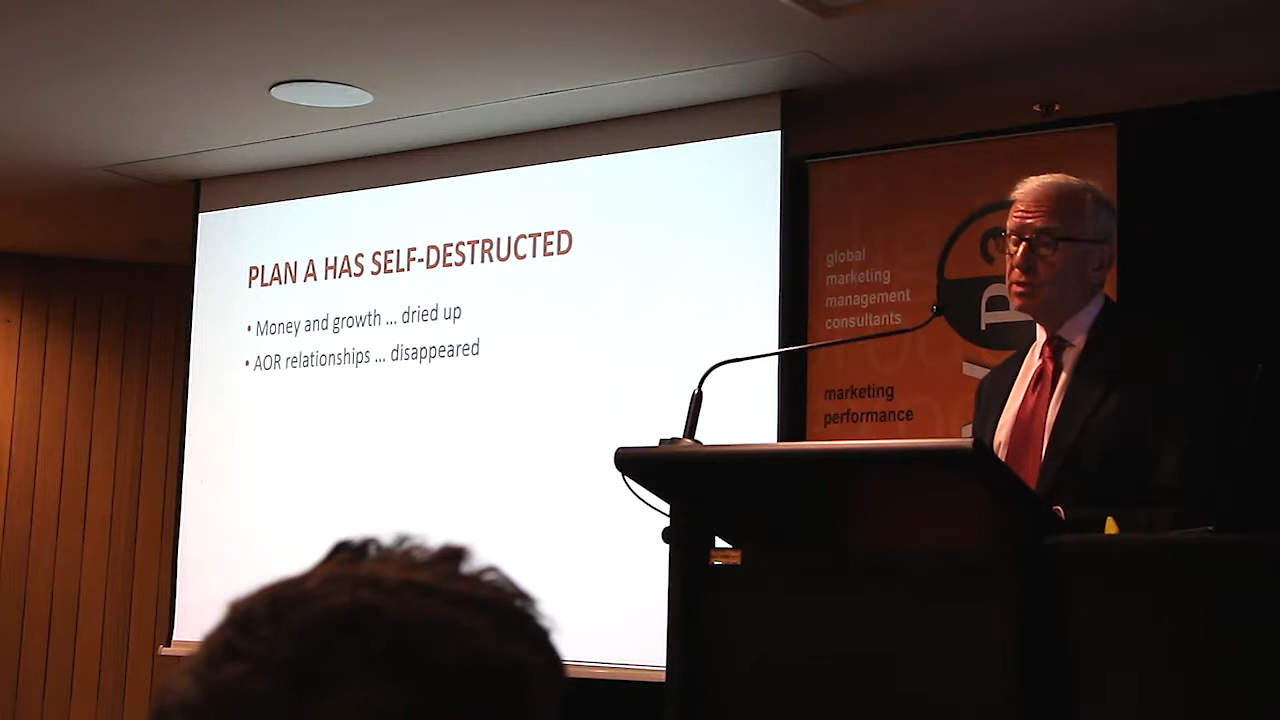 PLAN A HAS SELF-DESTRUCTED
• Money and growth ... dried up
• AOR relationships ... disappeared
global
marketing
management
consultants
marketing
performance